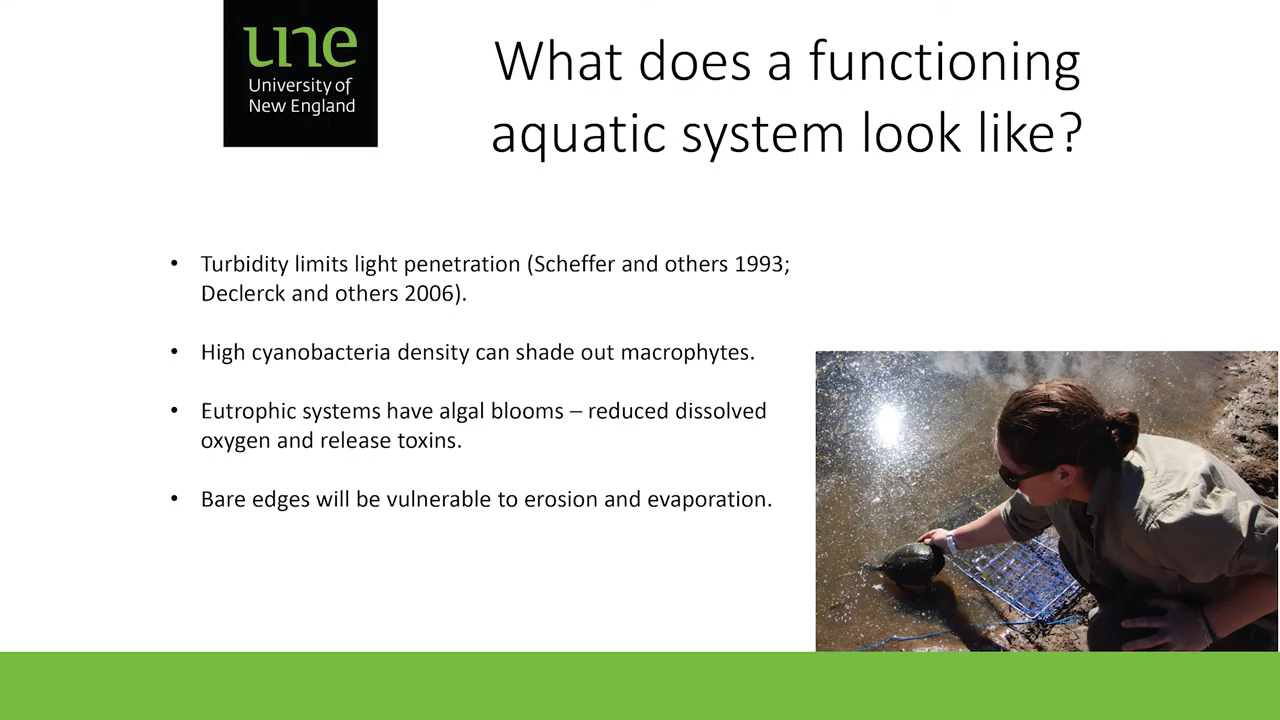 une
University of
New England
What does a functioning
aquatic system look like?
• Turbidity limits light penetration (Scheffer and others 1993;
Declerck and others 2006).
• High cyanobacteria density can shade out macrophytes.
• Eutrophic systems have algal blooms – reduced dissolved
oxygen and release toxins.
• Bare edges will be vulnerable to erosion and evaporation.